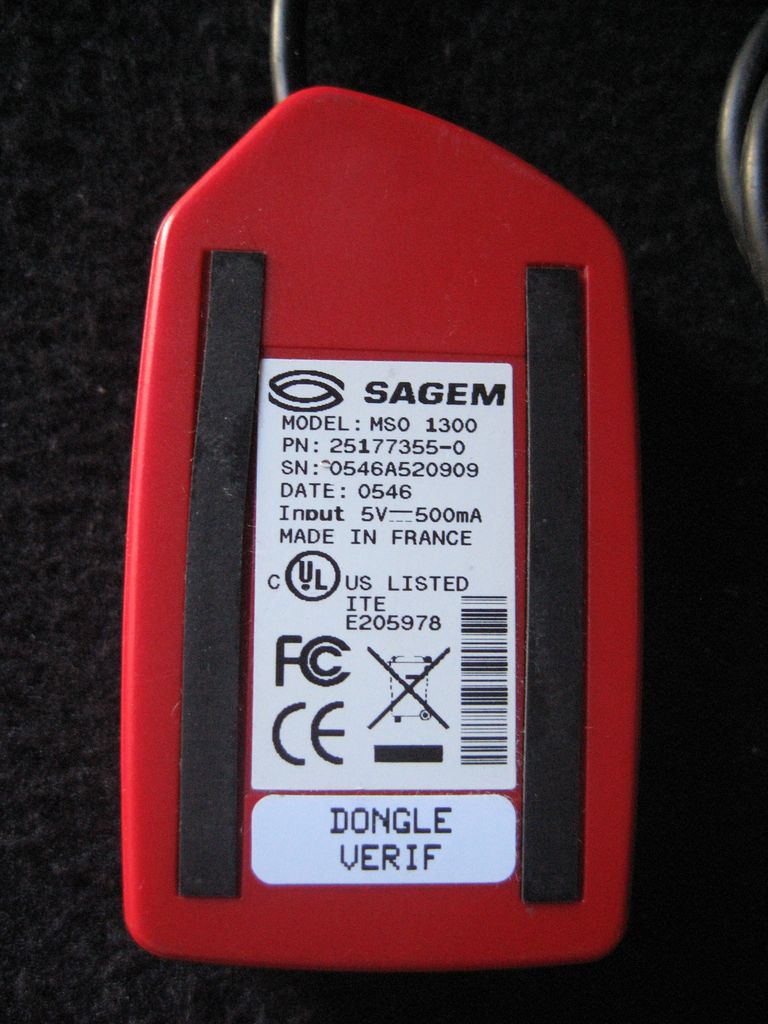 SAGEM
MODEL: MSO 1300
PN: 25177355-0
SN: 0546A520909
DATE: 0546
Input 5V⎓500mA
MADE IN FRANCE
C UL US LISTED
ITE
E205978
FC
CE
DONGLE
VERIF